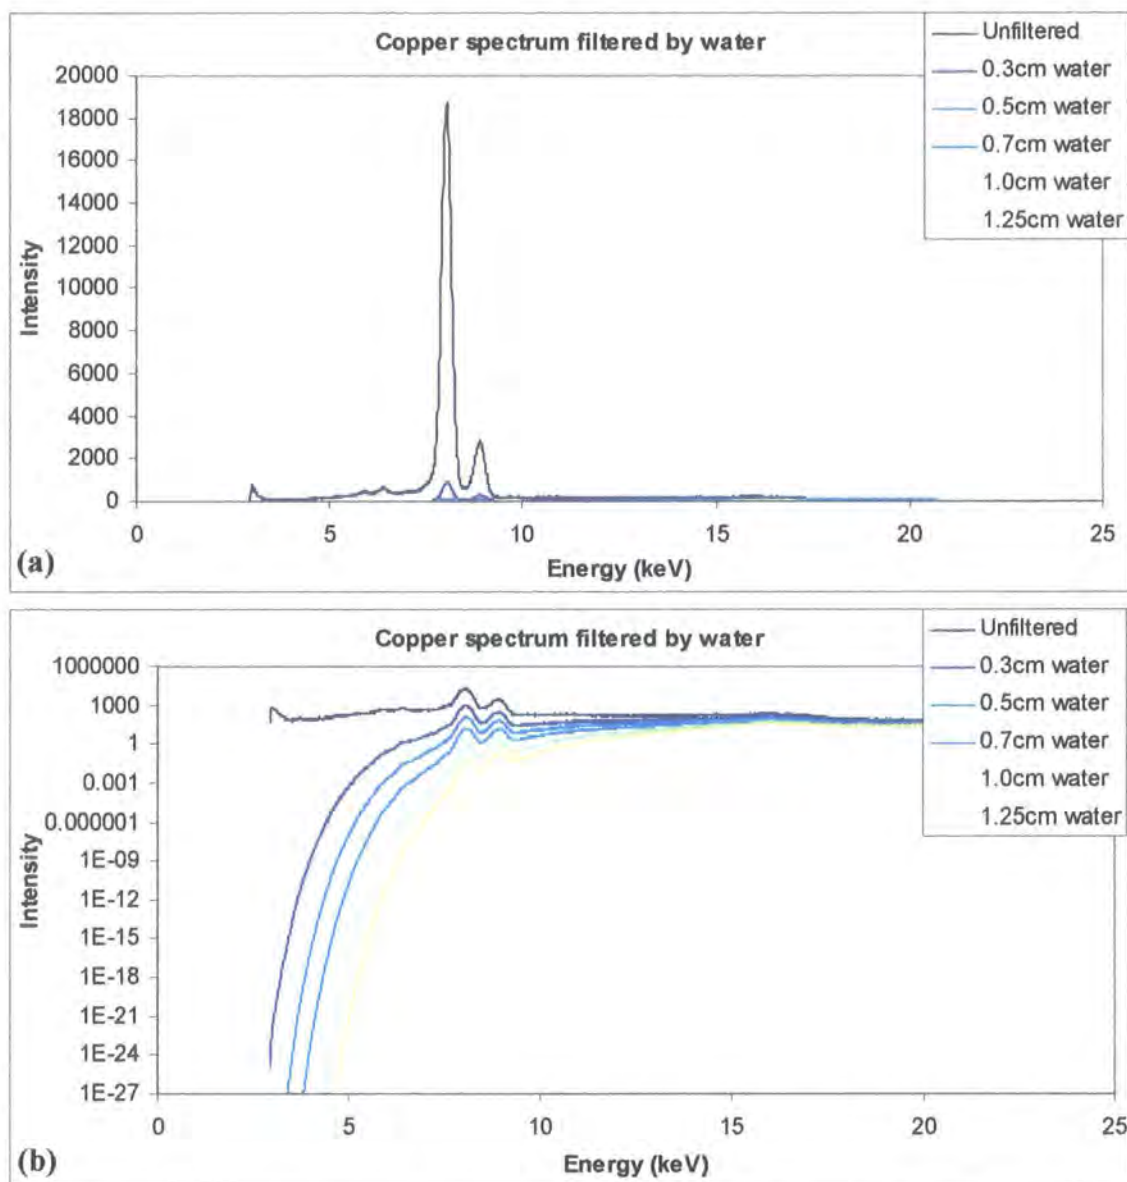 Copper spectrum filtered by water
Unfiltered
0.3cm water
0.5cm water
0.7cm water
1.0cm water
1.25cm water
20000
18000
16000
14000
12000
10000
8000
6000
4000
2000
0
Intensity
0 5 10 15 20 25
Energy (keV)
(a)
Copper spectrum filtered by water
Unfiltered
0.3cm water
0.5cm water
0.7cm water
1.0cm water
1.25cm water
1000000
1000
1
0.001
0.000001
1E-09
1E-12
1E-15
1E-18
1E-21
1E-24
1E-27
Intensity
0 5 10 15 20 25
Energy (keV)
(b)